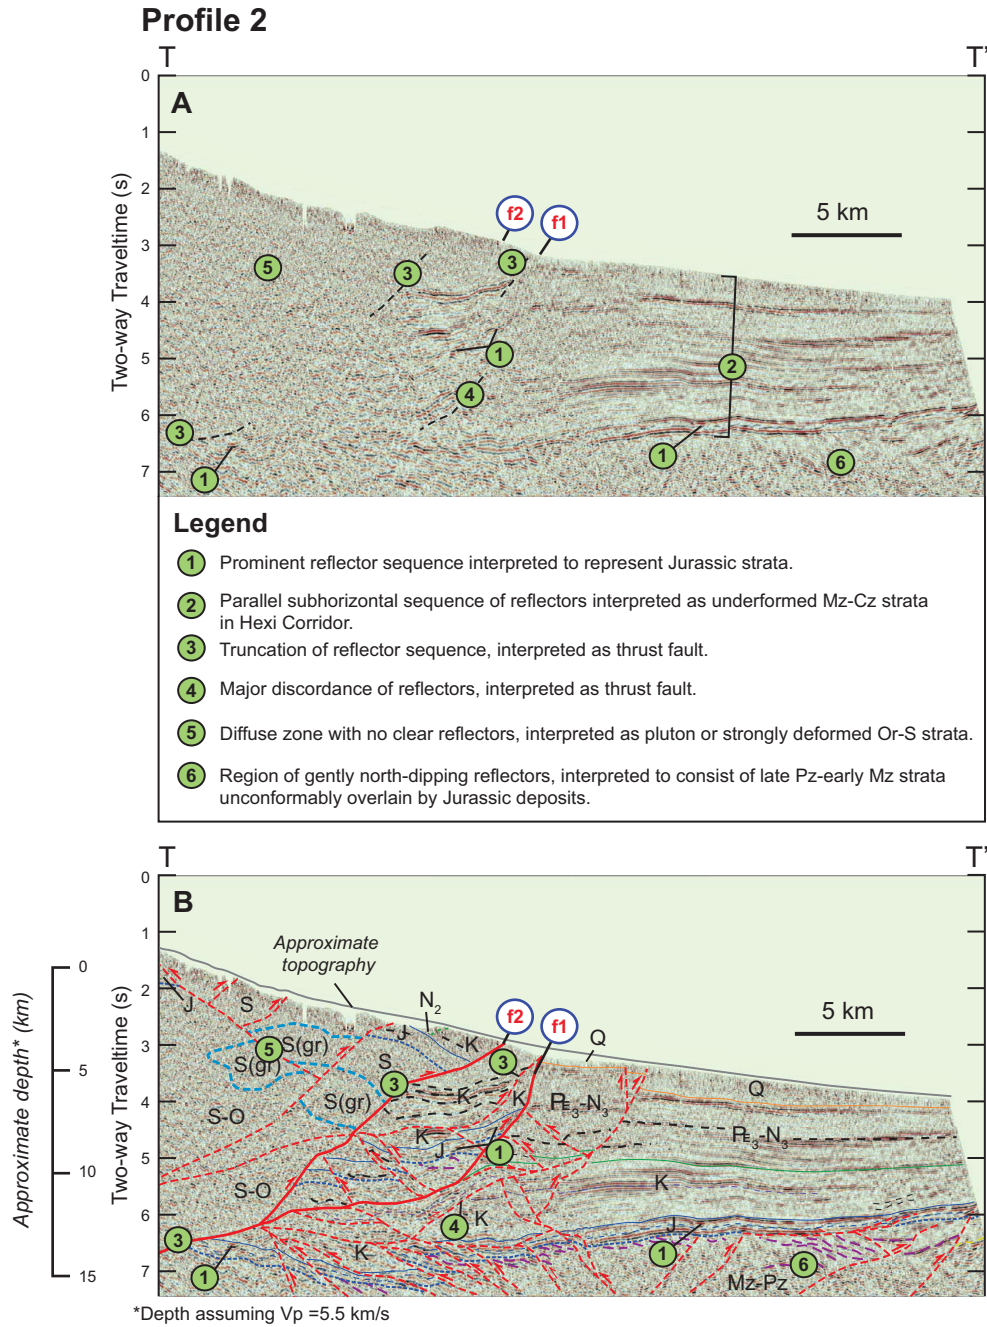 Profile 2
T T'
A
0
1
2
3
4
5
6
7
Two-way Traveltime (s)
f2 f1
5 km
5
3
3
1
4
2
3
1
1
6
Legend
1 Prominent reflector sequence interpreted to represent Jurassic strata.
2 Parallel subhorizontal sequence of reflectors interpreted as underformed Mz-Cz strata
in Hexi Corridor.
3 Truncation of reflector sequence, interpreted as thrust fault.
4 Major discordance of reflectors, interpreted as thrust fault.
5 Diffuse zone with no clear reflectors, interpreted as pluton or strongly deformed Or-S strata.
6 Region of gently north-dipping reflectors, interpreted to consist of late Pz-early Mz strata
unconformably overlain by Jurassic deposits.
T T'
B
0
1
2
3
4
5
6
7
Two-way Traveltime (s)
0
5
10
15
Approximate depth* (km)
Approximate
topography
N2
f2 f1
5 km
J
S
J
K
Q
S(gr)
5
S(gr)
S
3
3
S(gr)
K
K
PE3-N3
Q
S-O
K
J
1
PE3-N3
S-O
K
4
K
J
3
1
K
1
6
Mz-Pz
*Depth assuming Vp =5.5 km/s